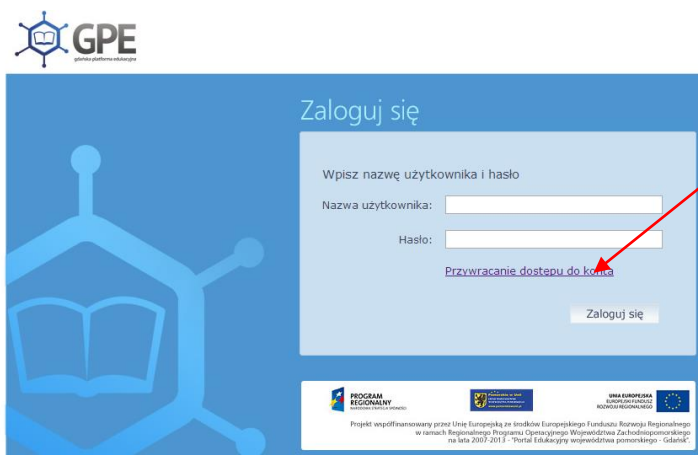 GPE
gdańska platforma edukacyjna
Zaloguj się
Wpisz nazwę użytkownika i hasło
Nazwa użytkownika:
Hasło:
Przywracanie dostępu do konta
Zaloguj się
PROGRAM
REGIONALNY
NARODOWA STRATEGIA SPÓJNOŚCI
UNIA EUROPEJSKA
EUROPEJSKI FUNDUSZ
ROZWOJU REGIONALNEGO
Projekt współfinansowany przez Unię Europejską ze środków Europejskiego Funduszu Rozwoju Regionalnego
w ramach Regionalnego Programu Operacyjnego Województwa Zachodniopomorskiego
na lata 2007-2013 - "Portal Edukacyjny województwa pomorskiego - Gdańsk".